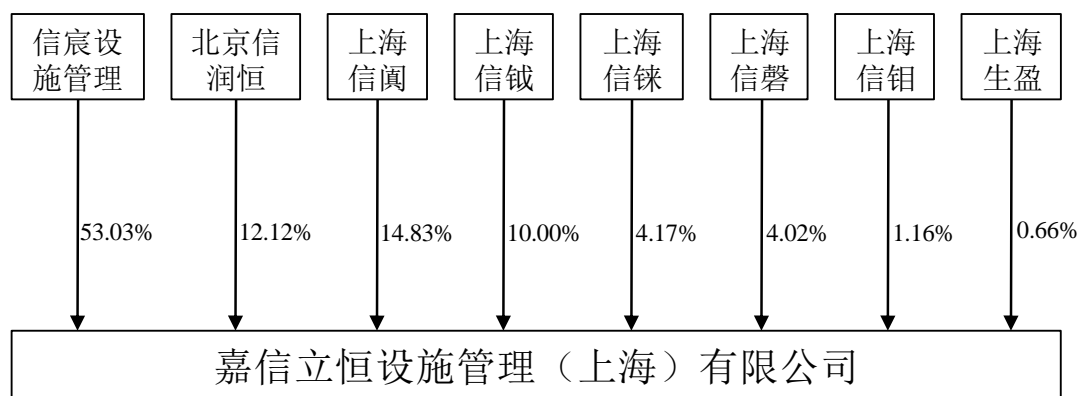 信宸设
施管理
北京信
润恒
上海
信阗
上海
信钺
上海
信铼
上海
信磬
上海
信钼
上海
生盈
53.03%
12.12%
14.83%
10.00%
4.17%
4.02%
1.16%
0.66%
嘉信立恒设施管理（上海）有限公司